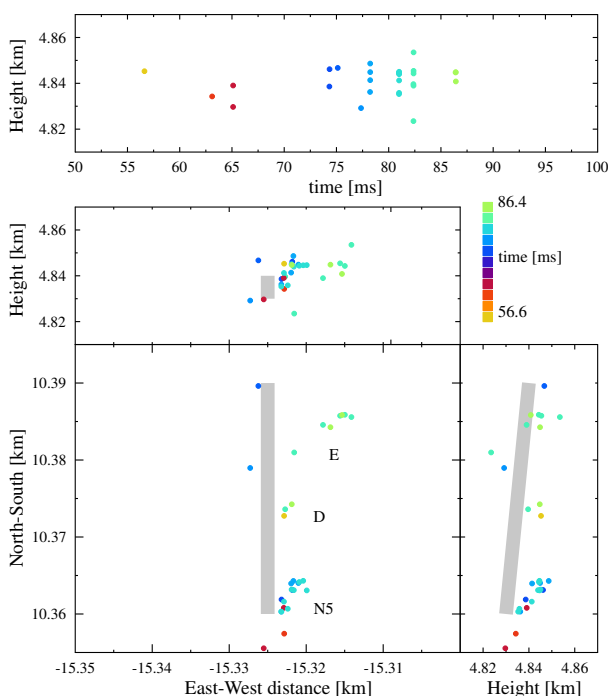 4.86
4.84
4.82
Height [km]
50 55 60 65 70 75 80 85 90 95 100
time [ms]
4.86
4.84
4.82
Height [km]
86.4
time [ms]
56.6
10.39
10.38
10.37
10.36
North-South [km]
E
D
N5
-15.35 -15.34 -15.33 -15.32 -15.31
East-West distance [km]
4.82 4.84 4.86
Height [km]